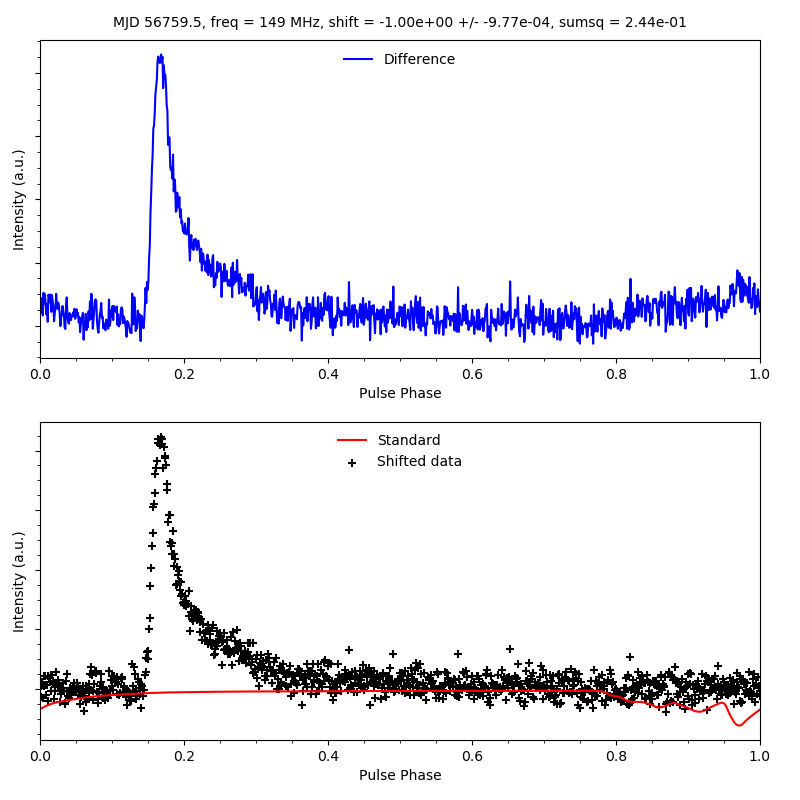 MJD 56759.5, freq = 149 MHz, shift = -1.00e+00 +/- -9.77e-04, sumsq = 2.44e-01
Difference
Intensity (a.u.)
0.0 0.2 0.4 0.6 0.8 1.0
Pulse Phase
Standard
Shifted data
Intensity (a.u.)
0.0 0.2 0.4 0.6 0.8 1.0
Pulse Phase